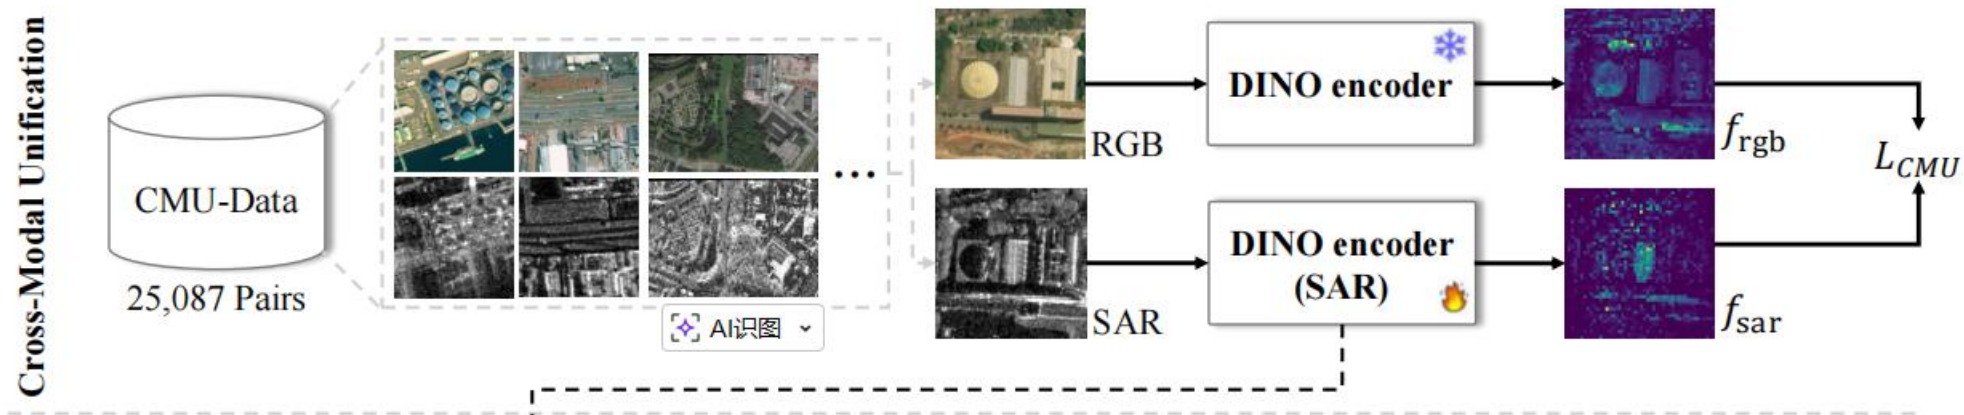 Cross-Modal Unification
CMU-Data
25,087 Pairs
...
AI识图
RGB
SAR
DINO encoder
DINO encoder
(SAR)
f_rgb
f_sar
L_CMU